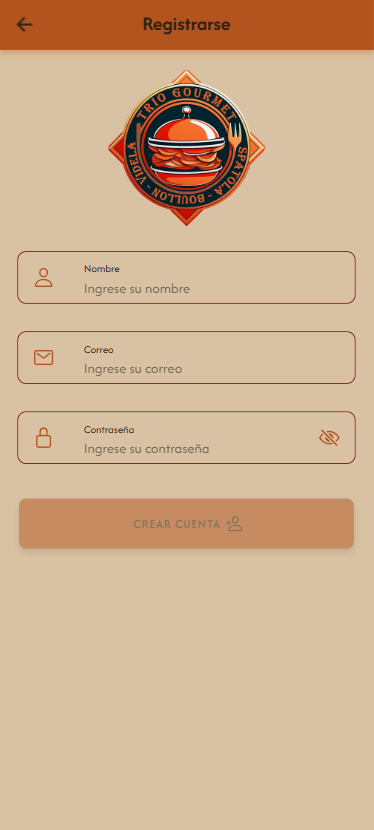 Registrarse
TRIO GOURMET
SPATOLA - BOULLON - VIDELA
Nombre
Ingrese su nombre
Correo
Ingrese su correo
Contraseña
Ingrese su contraseña
CREAR CUENTA